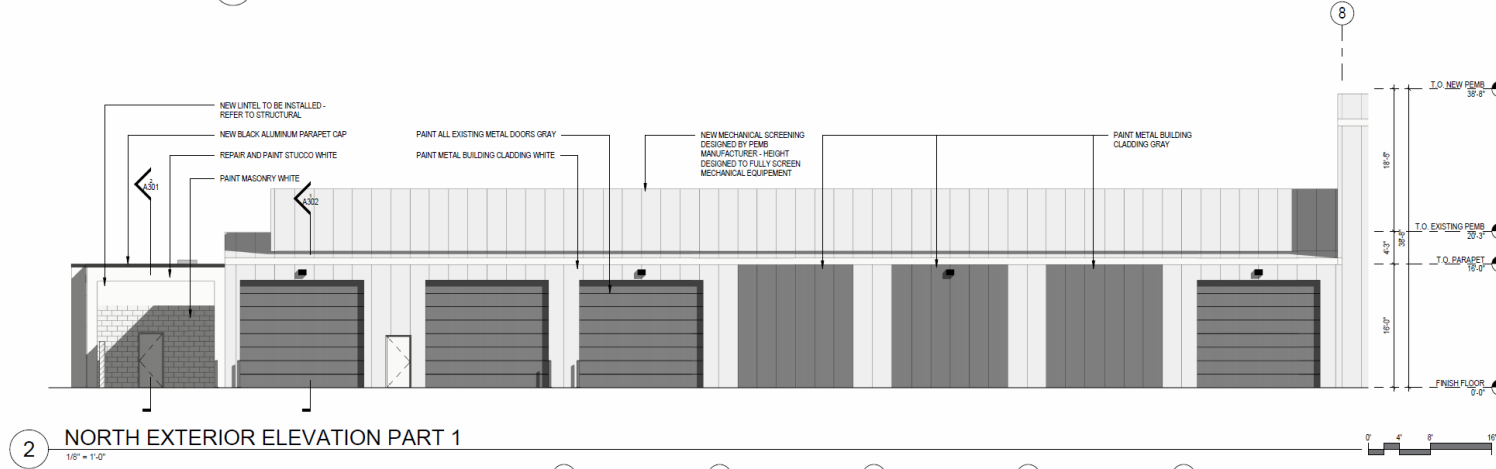 8
T.O. NEW PEMB
38'-8"
NEW LINTEL TO BE INSTALLED -
REFER TO STRUCTURAL
NEW BLACK ALUMINUM PARAPET CAP
REPAIR AND PAINT STUCCO WHITE
PAINT MASONRY WHITE
PAINT ALL EXISTING METAL DOORS GRAY
PAINT METAL BUILDING CLADDING WHITE
NEW MECHANICAL SCREENING
DESIGNED BY PEMB
MANUFACTURER - HEIGHT
DESIGNED TO FULLY SCREEN
MECHANICAL EQUIPEMENT
PAINT METAL BUILDING
CLADDING GRAY
2
A301
1
A302
18'-5"
T.O. EXISTING PEMB
20'-3"
4'-3"
38'-8"
T.O. PARAPET
16'-0"
16'-0"
FINISH FLOOR
0'-0"
2
NORTH EXTERIOR ELEVATION PART 1
1/8" = 1'-0"
0' 4' 8' 16'